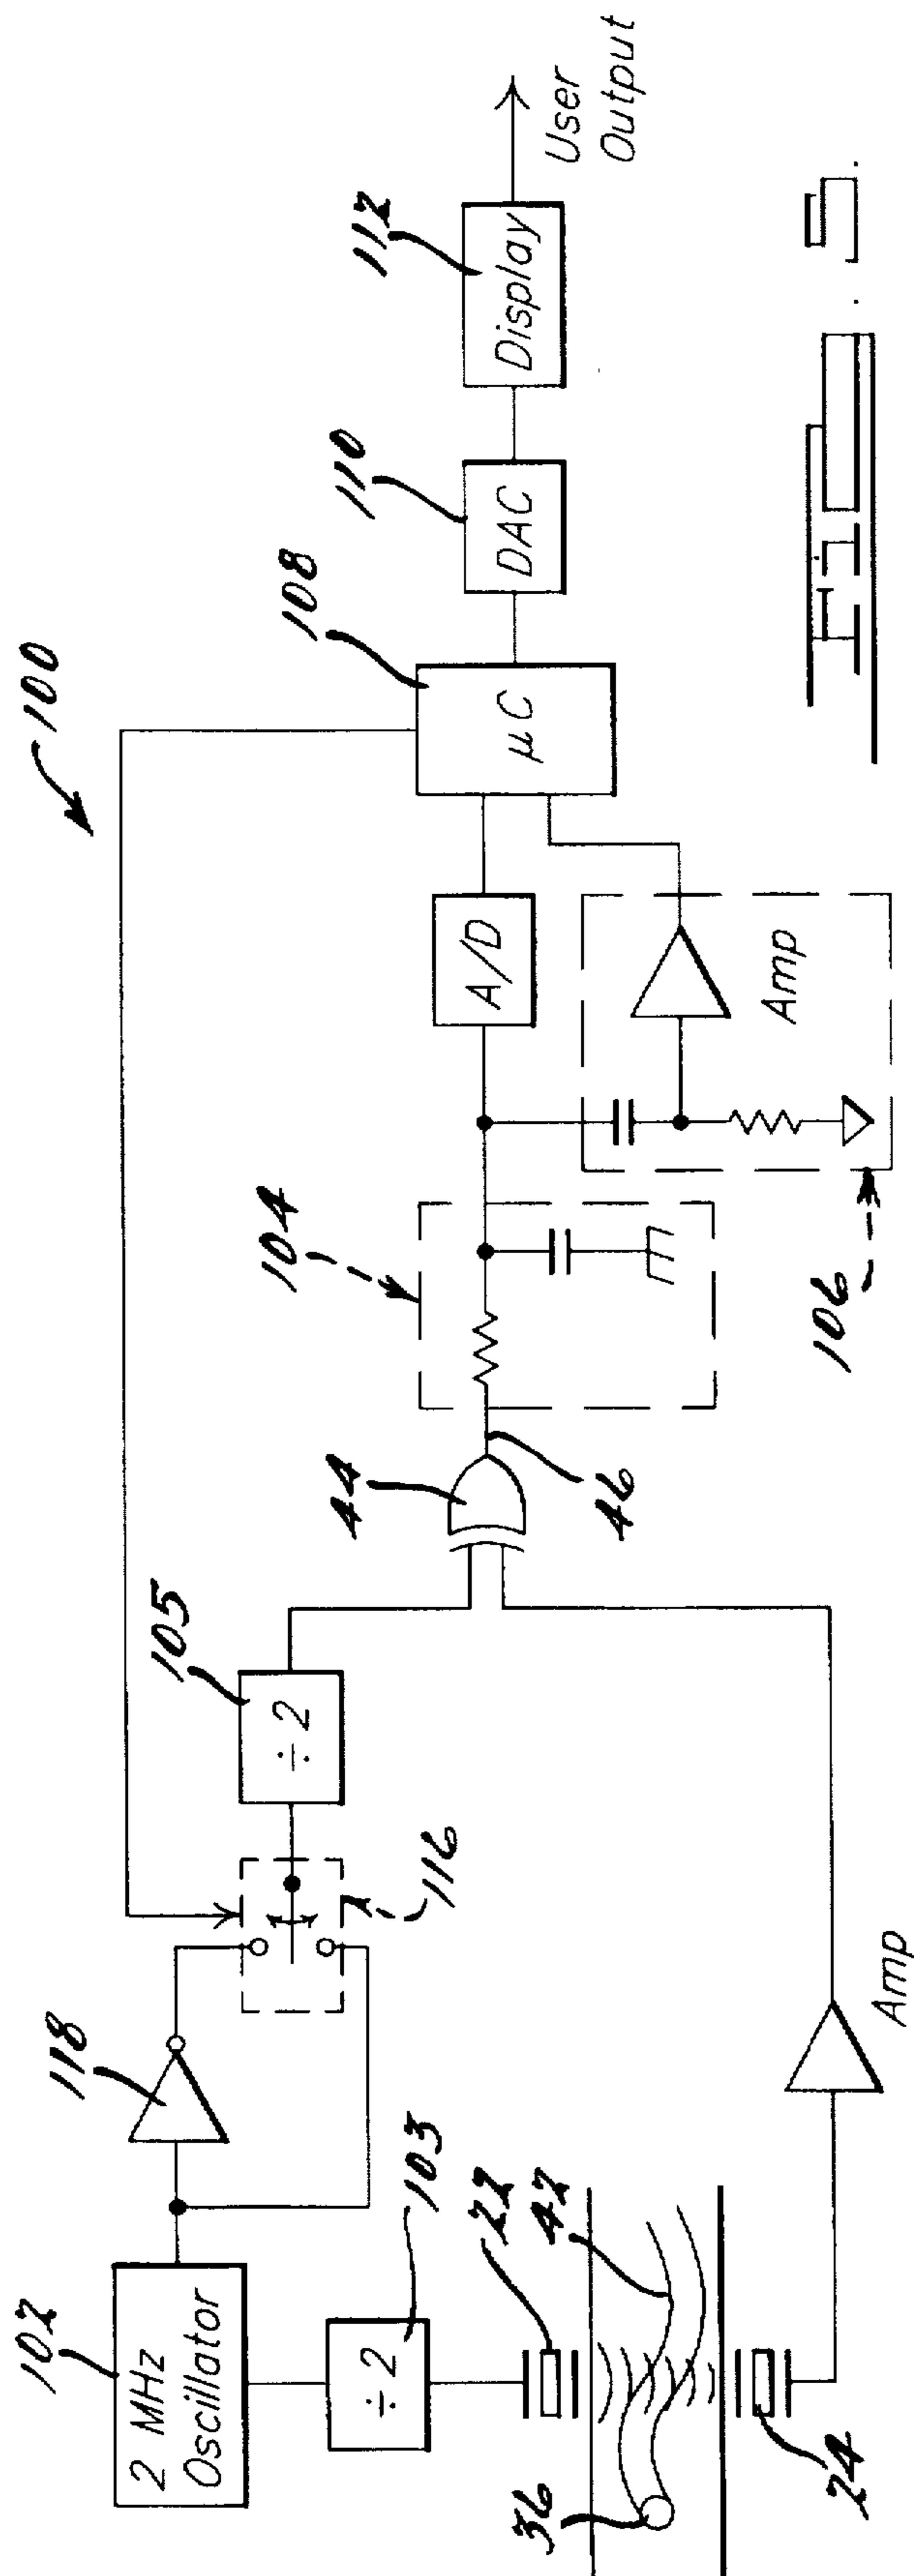 100
102
2 MHz
Oscillator
118
103
÷2
116
105
÷2
22
36
42
24
Amp
44
46
104
106
Amp
A/D
108
μC
110
DAC
112
Display
User
Output